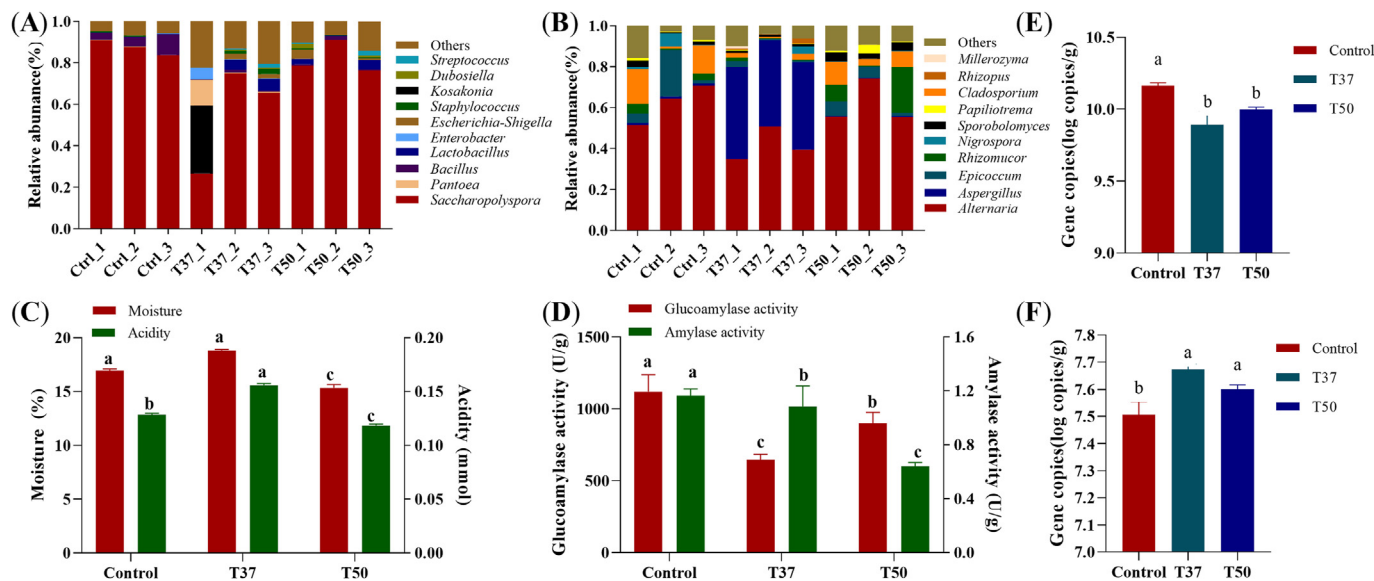 (A)
Relative abundance(%)
1.0
0.8
0.6
0.4
0.2
0.0
Ctrl_1
Ctrl_2
Ctrl_3
T37_1
T37_2
T37_3
T50_1
T50_2
T50_3
Others
Streptococcus
Dubosiella
Kosakonia
Staphylococcus
Escherichia-Shigella
Enterobacter
Lactobacillus
Bacillus
Pantoea
Saccharopolyspora
(B)
Relative abundance(%)
1.0
0.8
0.6
0.4
0.2
0.0
Ctrl_1
Ctrl_2
Ctrl_3
T37_1
T37_2
T37_3
T50_1
T50_2
T50_3
Others
Millerozyma
Rhizopus
Cladosporium
Papiliotrema
Sporobolomyces
Nigrospora
Rhizomucor
Epicoccum
Aspergillus
Alternaria
(E)
Gene copies(log copies/g)
10.5
10.0
9.5
9.0
a
b
b
Control
T37
T50
Control
T37
T50
(C)
Moisture
Acidity
Moisture (%)
20
15
10
5
0
a
b
a
a
c
c
Control
T37
T50
0.20
0.15
0.10
0.05
0.00
Acidity (mmol)
(D)
Glucoamylase activity
Amylase activity
Glucoamylase activity (U/g)
1500
1000
500
0
a
a
c
b
b
c
Control
T37
T50
1.6
1.2
0.8
0.4
0.0
Amylase activity (U/g)
(F)
Gene copies(log copies/g)
7.8
7.7
7.6
7.5
7.4
7.3
7.2
7.1
7.0
b
a
a
Control
T37
T50
Control
T37
T50